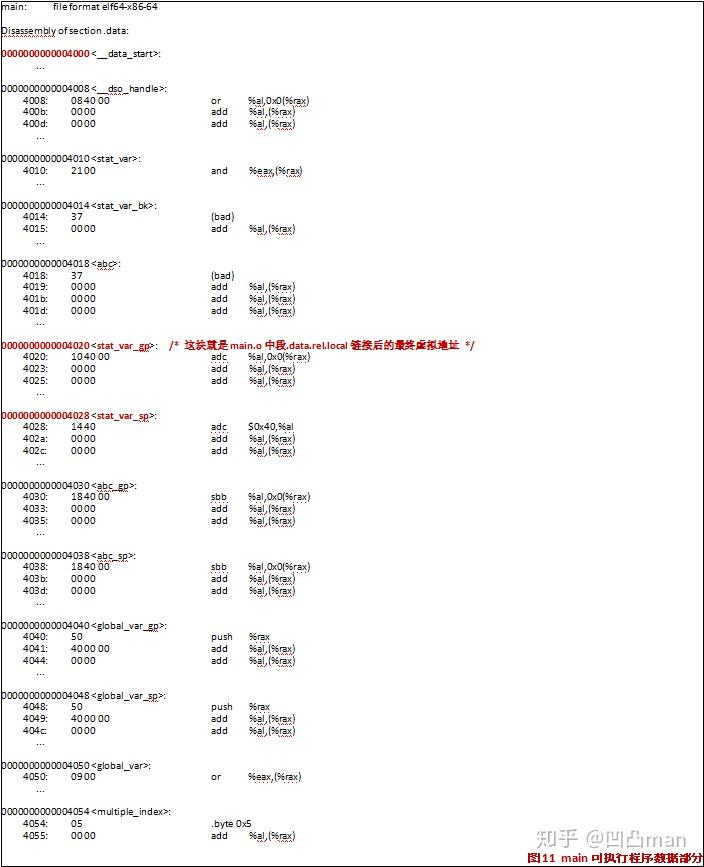 main:     file format elf64-x86-64
Disassembly of section .data:
0000000000004000 <__data_start>:
...
0000000000004008 <__dso_handle>:
4008:     08 40 00     or     %al,0x0(%rax)
400b:     00 00     add     %al,(%rax)
400d:     00 00     add     %al,(%rax)
...
0000000000004010 <stat_var>:
4010:     21 00     and     %eax,(%rax)
...
0000000000004014 <stat_var_bk>:
4014:     37     (bad)
4015:     00 00     add     %al,(%rax)
...
0000000000004018 <abc>:
4018:     37     (bad)
4019:     00 00     add     %al,(%rax)
401b:     00 00     add     %al,(%rax)
401d:     00 00     add     %al,(%rax)
...
0000000000004020 <stat_var_gp>:     /* 这块就是 main.o 中段.data.rel.local 链接后的最终虚拟地址 */
4020:     10 40 00     adc     %al,0x0(%rax)
4023:     00 00     add     %al,(%rax)
4025:     00 00     add     %al,(%rax)
...
0000000000004028 <stat_var_sp>:
4028:     14 40     adc     $0x40,%al
402a:     00 00     add     %al,(%rax)
402c:     00 00     add     %al,(%rax)
...
0000000000004030 <abc_gp>:
4030:     18 40 00     sbb     %al,0x0(%rax)
4033:     00 00     add     %al,(%rax)
4035:     00 00     add     %al,(%rax)
...
0000000000004038 <abc_sp>:
4038:     18 40 00     sbb     %al,0x0(%rax)
403b:     00 00     add     %al,(%rax)
403d:     00 00     add     %al,(%rax)
...
0000000000004040 <global_var_gp>:
4040:     50     push     %rax
4041:     40 00 00     add     %al,(%rax)
4044:     00 00     add     %al,(%rax)
...
0000000000004048 <global_var_sp>:
4048:     50     push     %rax
4049:     40 00 00     add     %al,(%rax)
404c:     00 00     add     %al,(%rax)
...
0000000000004050 <global_var>:
4050:     09 00     or     %eax,(%rax)
...
0000000000004054 <multiple_index>:
4054:     05     .byte 0x5
4055:     00 00     add     %al,(%rax)
知乎 @凹凸man
图11 main 可执行程序数据部分